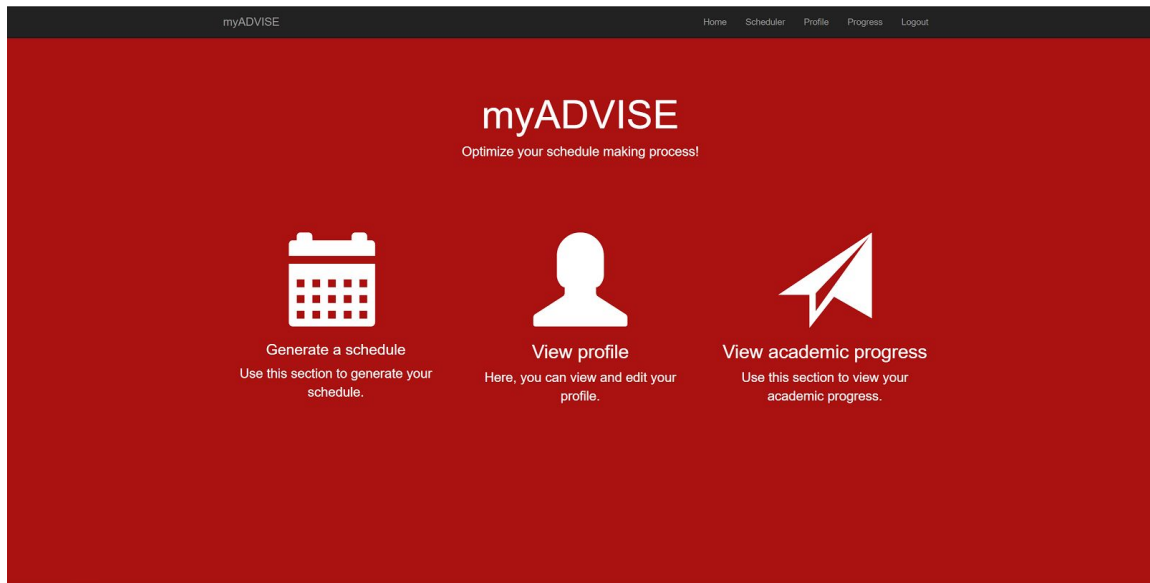 myADVISE
Home Scheduler Profile Progress Logout
myADVISE
Optimize your schedule making process!
Generate a schedule
Use this section to generate your
schedule.
View profile
Here, you can view and edit your
profile.
View academic progress
Use this section to view your
academic progress.